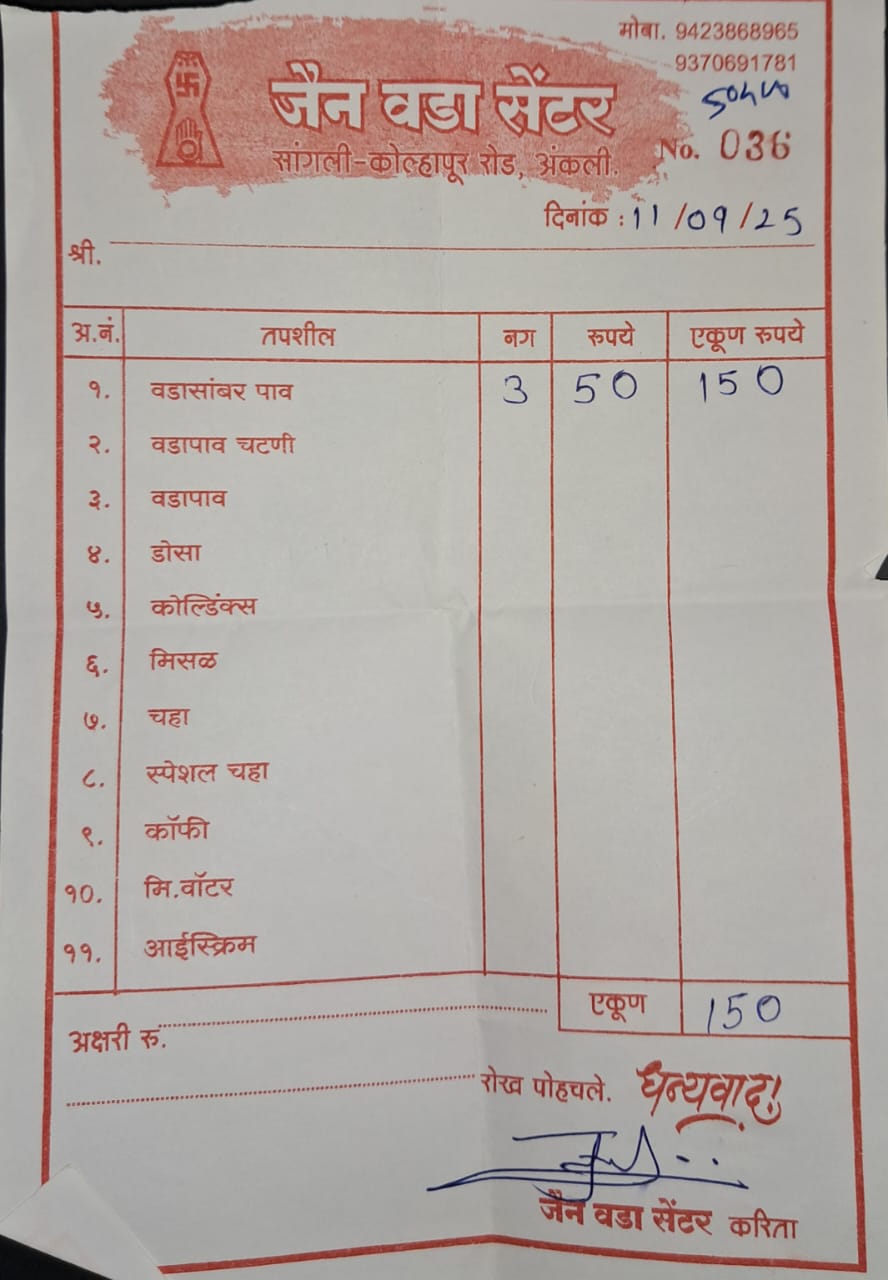 मोबा. 9423868965
9370691781
जैन वडा सेंटर
सांगली-कोल्हापूर रोड, अंकली.
No. 036
दिनांक : 11/09/25
श्री.
अ.नं. तपशील नग रुपये एकूण रुपये
१. वडासांबर पाव 3 50 150
२. वडापाव चटणी
३. वडापाव
४. डोसा
५. कोल्डिंक्स
६. मिसळ
७. चहा
८. स्पेशल चहा
९. कॉफी
१०. मि.वॉटर
११. आईस्क्रिम
एकूण 150
अक्षरी रु.
रोख पोहचले. धन्यवाद!
जैन वडा सेंटर करिता